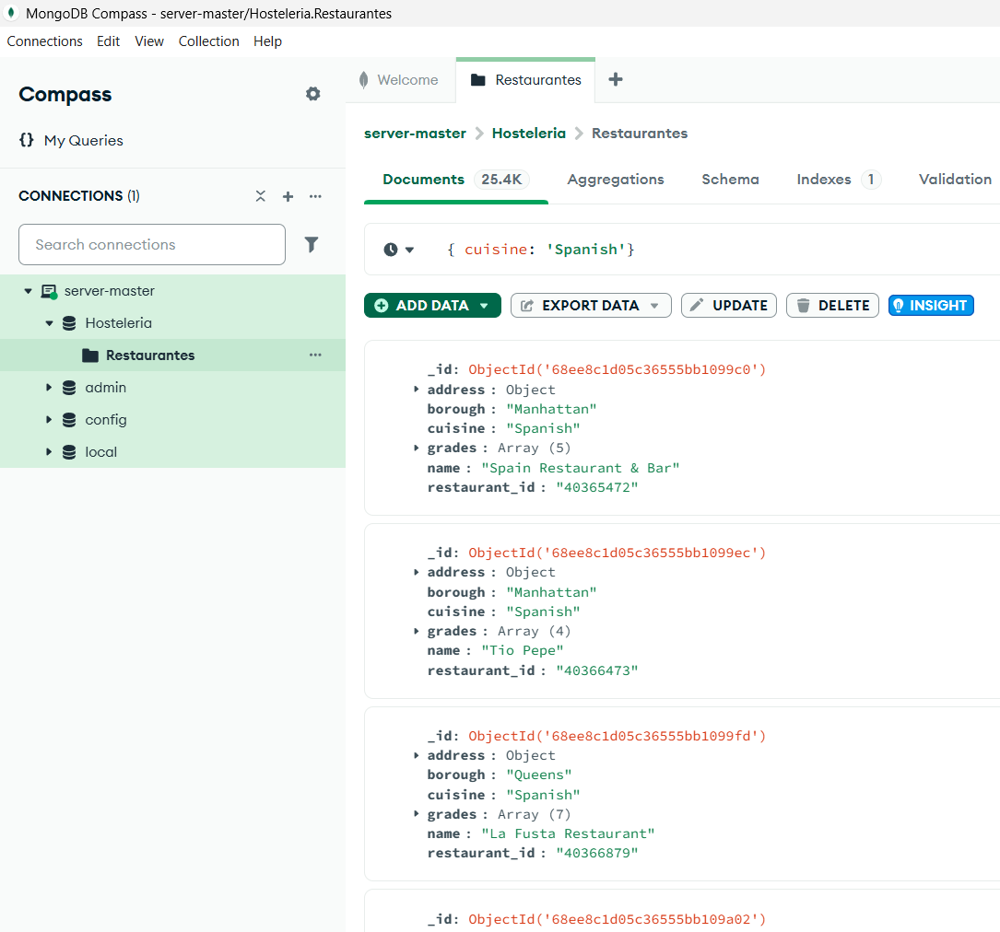 MongoDB Compass - server-master/Hosteleria.Restaurantes
Connections Edit View Collection Help
Compass
{} My Queries
CONNECTIONS (1)
Search connections
server-master
Hosteleria
Restaurantes
admin
config
local
Welcome
Restaurantes
server-master > Hosteleria > Restaurantes
Documents 25.4K Aggregations Schema Indexes 1 Validation
{ cuisine: 'Spanish'}
ADD DATA EXPORT DATA UPDATE DELETE INSIGHT
_id: ObjectId('68ee8c1d05c36555bb1099c0')
address : Object
borough : "Manhattan"
cuisine : "Spanish"
grades : Array (5)
name : "Spain Restaurant & Bar"
restaurant_id : "40365472"
_id: ObjectId('68ee8c1d05c36555bb1099ec')
address : Object
borough : "Manhattan"
cuisine : "Spanish"
grades : Array (4)
name : "Tio Pepe"
restaurant_id : "40366473"
_id: ObjectId('68ee8c1d05c36555bb1099fd')
address : Object
borough : "Queens"
cuisine : "Spanish"
grades : Array (7)
name : "La Fusta Restaurant"
restaurant_id : "40366879"
_id: ObjectId('68ee8c1d05c36555bb109a02')